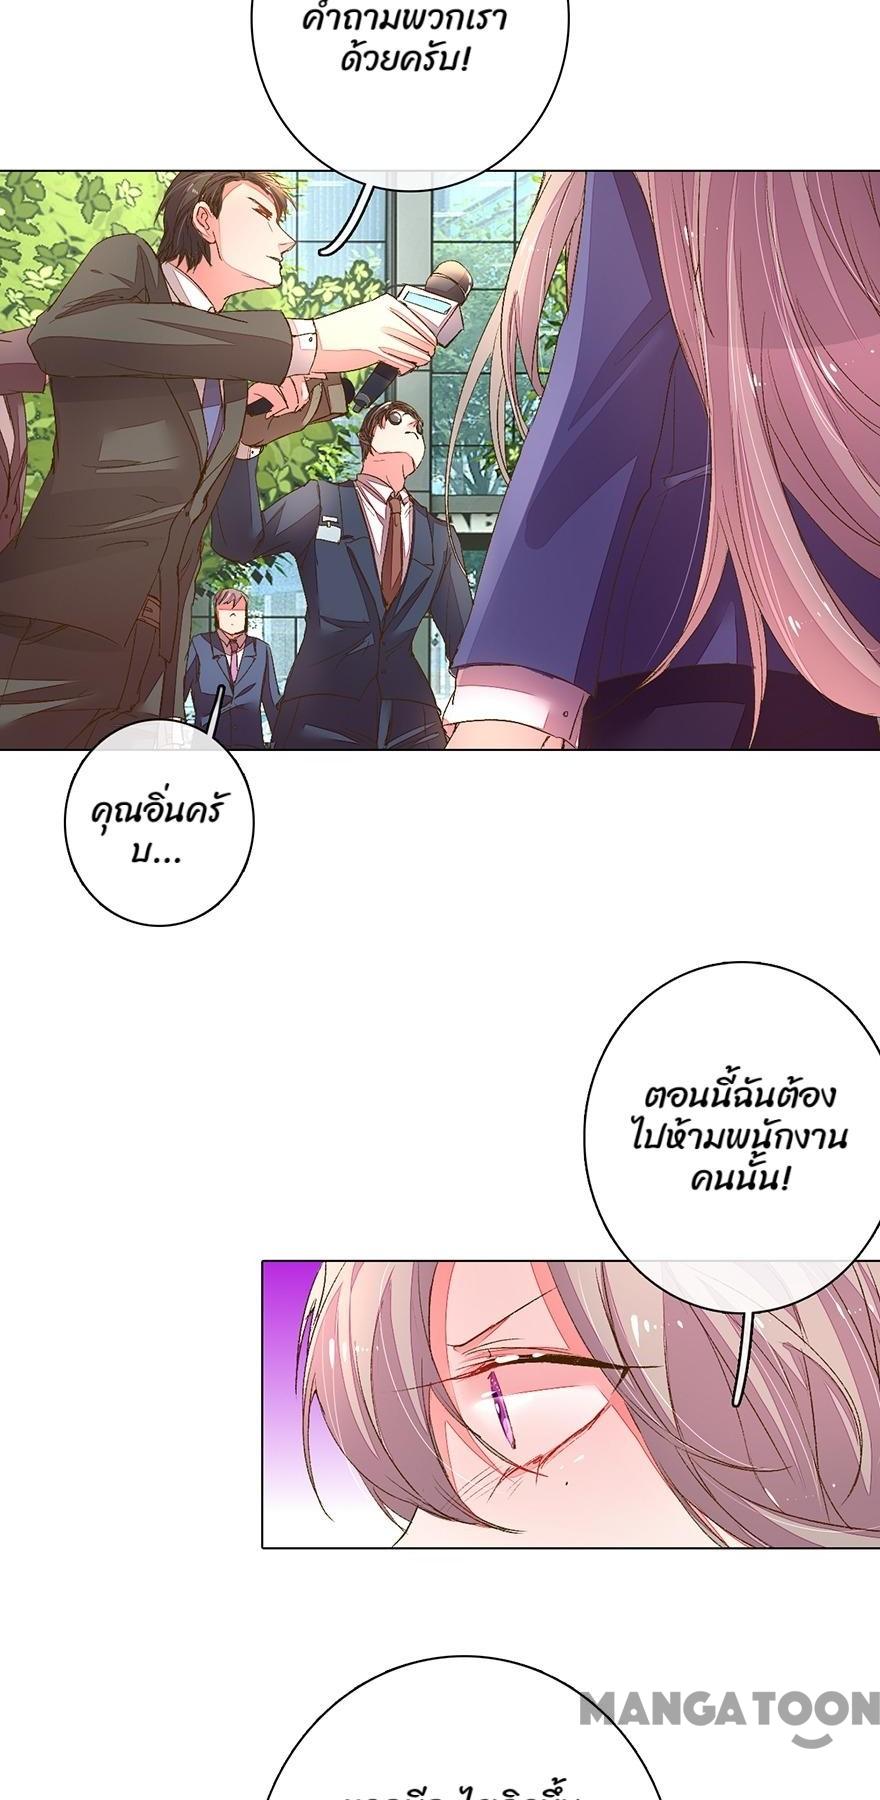 คำถามพวกเรา
ด้วยครับ!
คุณอิ่นครั
บ...
ตอนนี้ฉันต้อง
ไปห้ามพนักงาน
คนนั้น!
MANGATOON